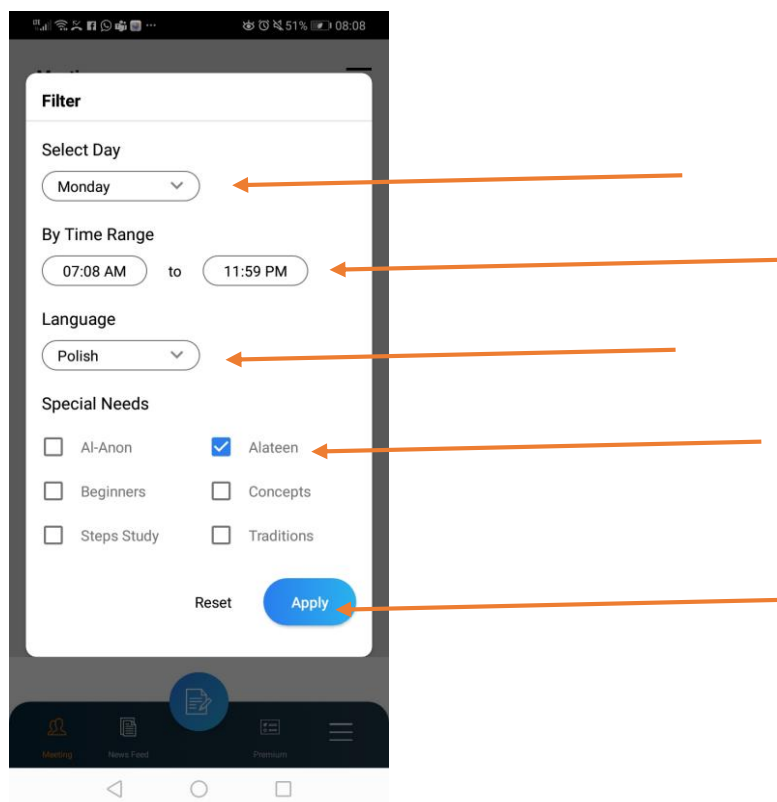 51% 08:08
Filter
Select Day
Monday
By Time Range
07:08 AM to 11:59 PM
Language
Polish
Special Needs
Al-Anon Alateen
Beginners Concepts
Steps Study Traditions
Reset Apply
Meeting News Feed Premium